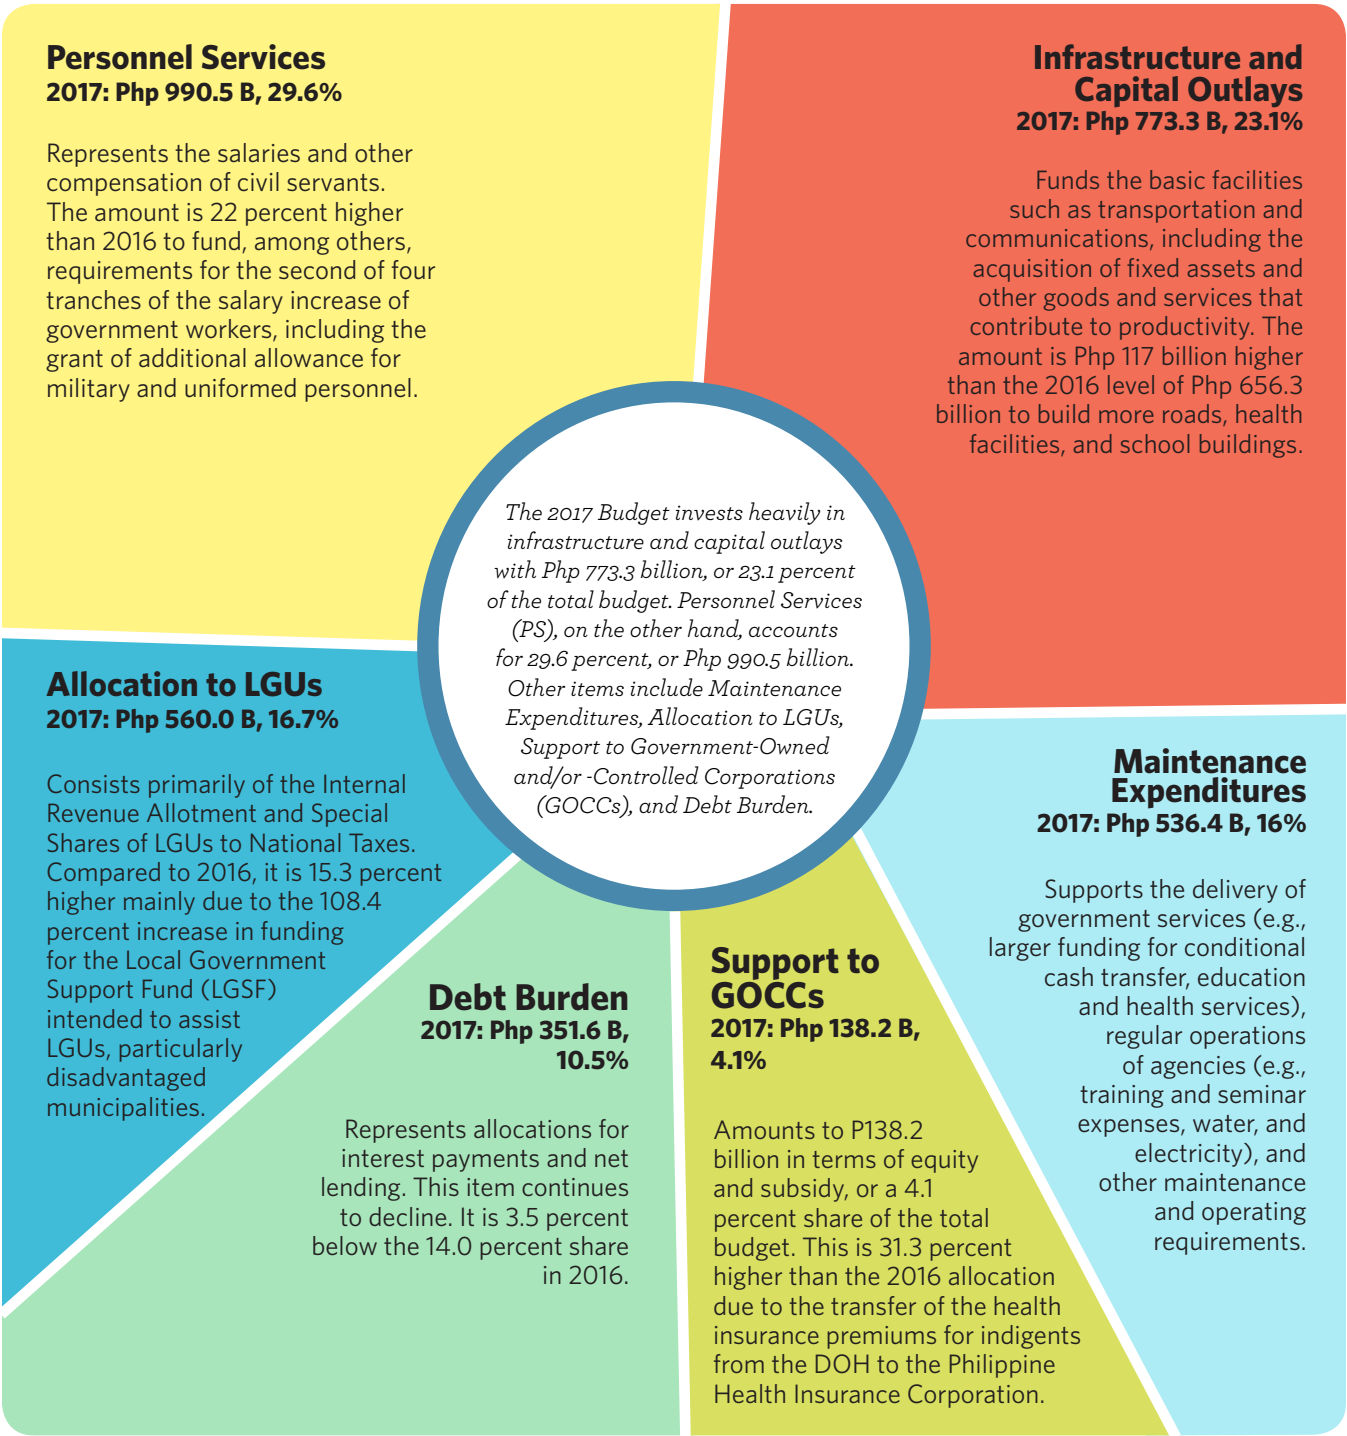 Personnel Services
2017: Php 990.5 B, 29.6%
Represents the salaries and other
compensation of civil servants.
The amount is 22 percent higher
than 2016 to fund, among others,
requirements for the second of four
tranches of the salary increase of
government workers, including the
grant of additional allowance for
military and uniformed personnel.
Infrastructure and
Capital Outlays
2017: Php 773.3 B, 23.1%
Funds the basic facilities
such as transportation and
communications, including the
acquisition of fixed assets and
other goods and services that
contribute to productivity. The
amount is Php 117 billion higher
than the 2016 level of Php 656.3
billion to build more roads, health
facilities, and school buildings.
The 2017 Budget invests heavily in
infrastructure and capital outlays
with Php 773.3 billion, or 23.1 percent
of the total budget. Personnel Services
(PS), on the other hand, accounts
for 29.6 percent, or Php 990.5 billion.
Other items include Maintenance
Expenditures, Allocation to LGUs,
Support to Government-Owned
and/or -Controlled Corporations
(GOCCs), and Debt Burden.
Allocation to LGUs
2017: Php 560.0 B, 16.7%
Consists primarily of the Internal
Revenue Allotment and Special
Shares of LGUs to National Taxes.
Compared to 2016, it is 15.3 percent
higher mainly due to the 108.4
percent increase in funding
for the Local Government
Support Fund (LGSF)
intended to assist
LGUs, particularly
disadvantaged
municipalities.
Debt Burden
2017: Php 351.6 B,
10.5%
Represents allocations for
interest payments and net
lending. This item continues
to decline. It is 3.5 percent
below the 14.0 percent share
in 2016.
Support to
GOCCs
2017: Php 138.2 B,
4.1%
Amounts to P138.2
billion in terms of equity
and subsidy, or a 4.1
percent share of the total
budget. This is 31.3 percent
higher than the 2016 allocation
due to the transfer of the health
insurance premiums for indigents
from the DOH to the Philippine
Health Insurance Corporation.
Maintenance
Expenditures
2017: Php 536.4 B, 16%
Supports the delivery of
government services (e.g.,
larger funding for conditional
cash transfer, education
and health services),
regular operations
of agencies (e.g.,
training and seminar
expenses, water, and
electricity), and
other maintenance
and operating
requirements.